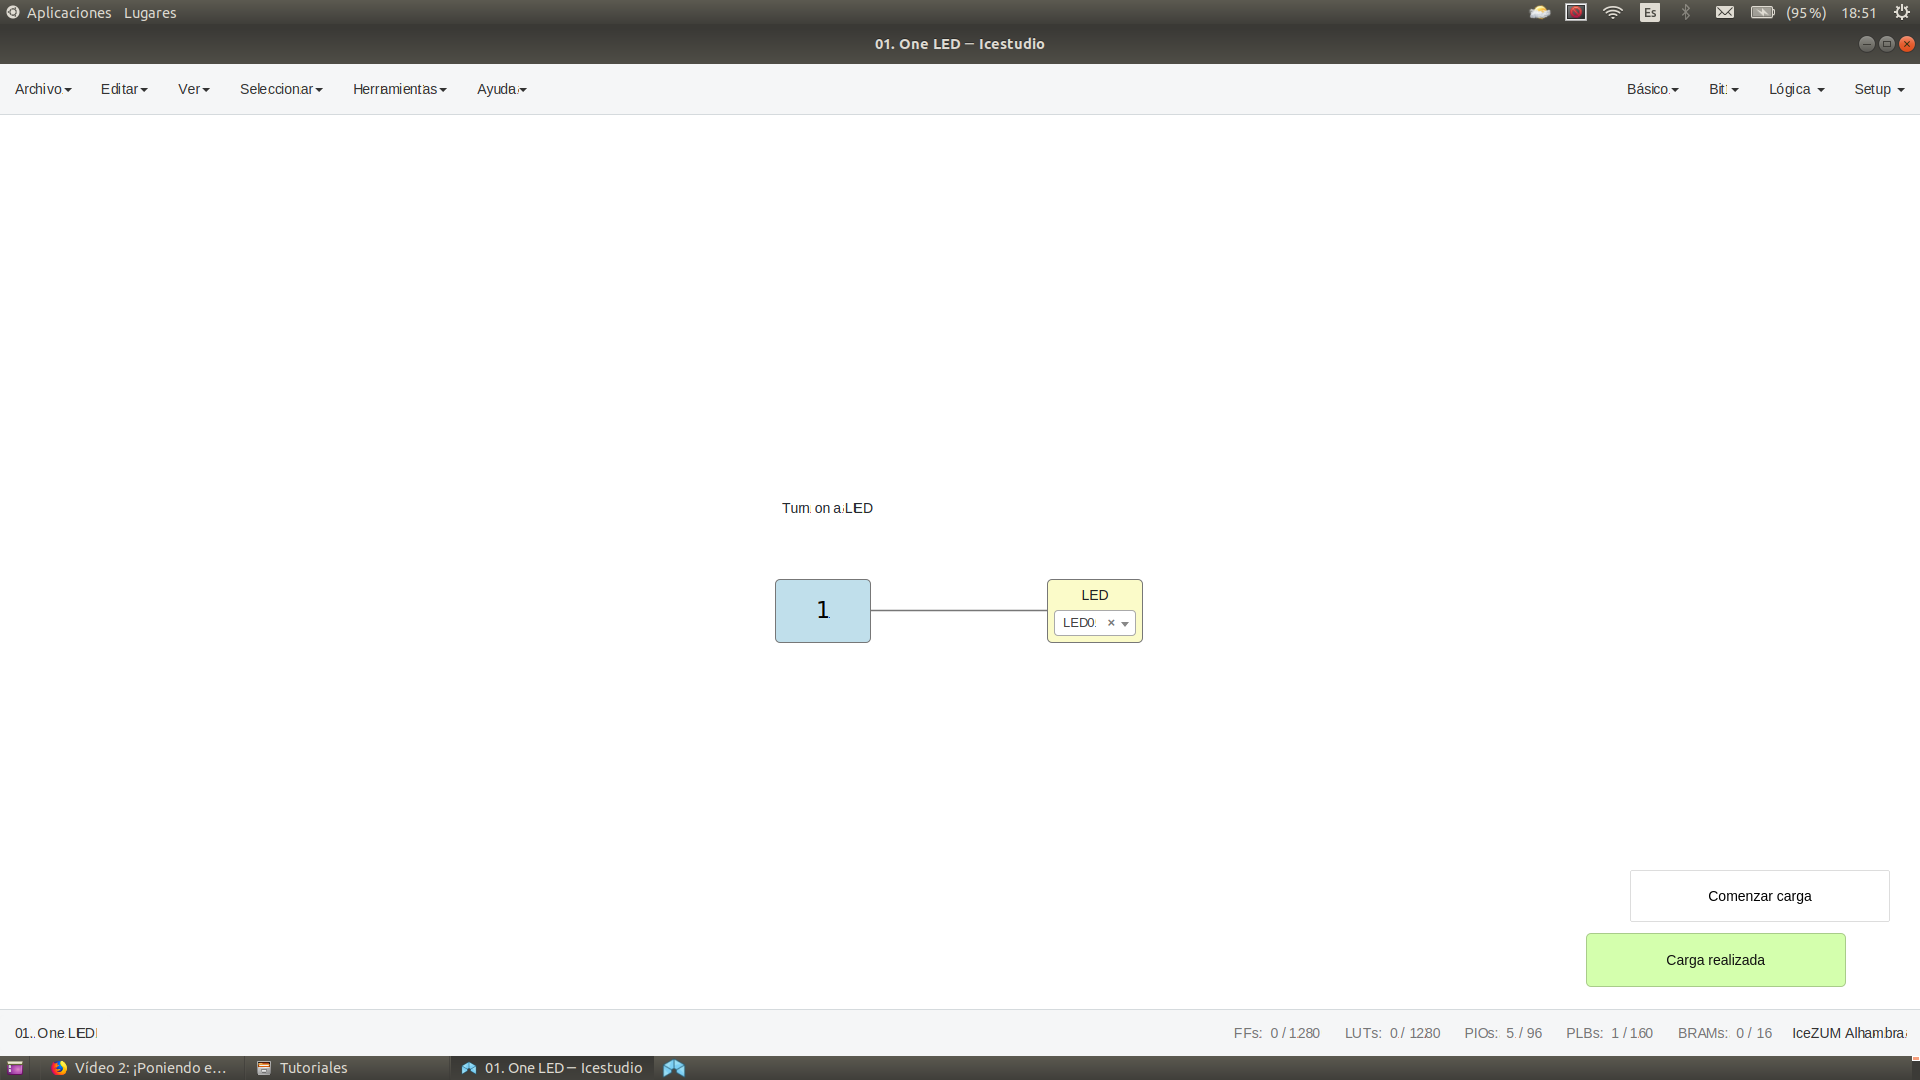 Aplicaciones Lugares Es (95%) 18:51
01. One LED — Icestudio
Archivo Editar Ver Seleccionar Herramientas Ayuda Básico Bit Lógica Setup
Turn on a LED
1
LED
LED0 ×
Comenzar carga
Carga realizada
01. One LED FFs: 0 / 1280 LUTs: 0 / 1280 PIOs: 5 / 96 PLBs: 1 / 160 BRAMs: 0 / 16 IceZUM Alhambra
Vídeo 2: ¡Poniendo e... Tutoriales 01. One LED — Icestudio